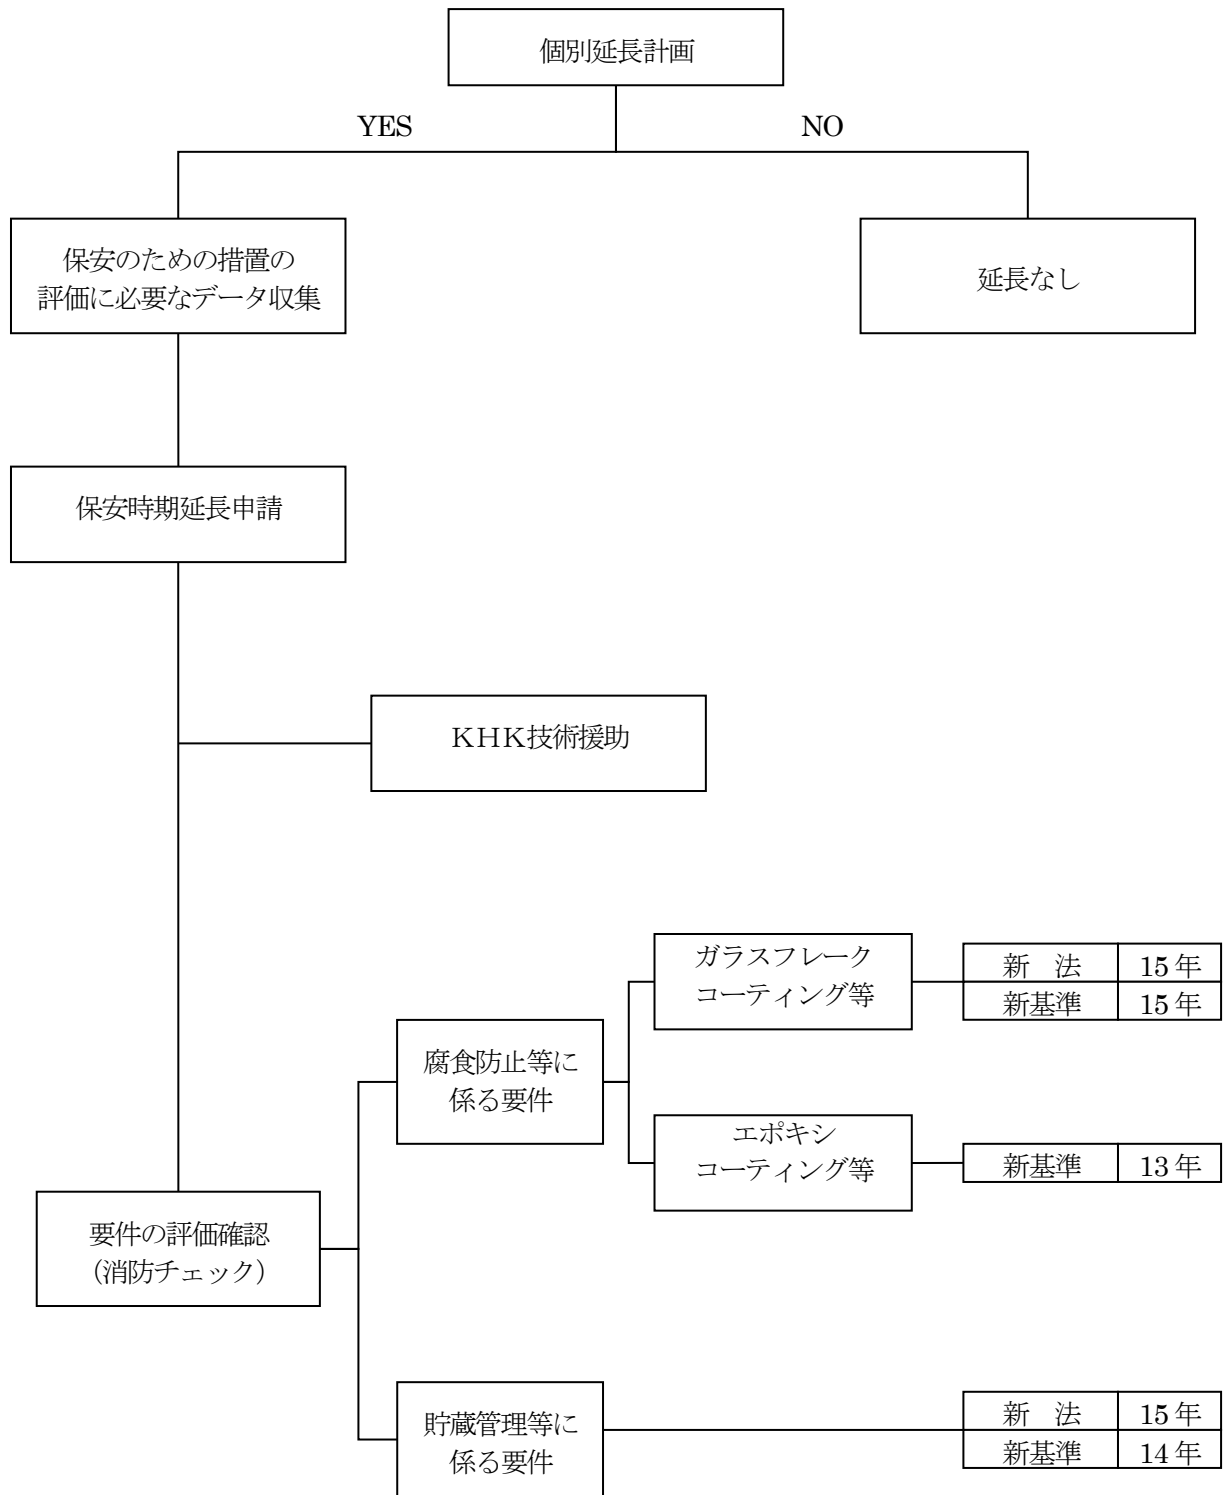 個別延長計画
YES
NO
保安のための措置の
評価に必要なデータ収集
延長なし
保安時期延長申請
ＫＨＫ技術援助
ガラスフレーク
コーティング等
新　法 15年
新基準 15年
腐食防止等に
係る要件
エポキシ
コーティング等
新基準 13年
要件の評価確認
（消防チェック）
貯蔵管理等に
係る要件
新　法 15年
新基準 14年